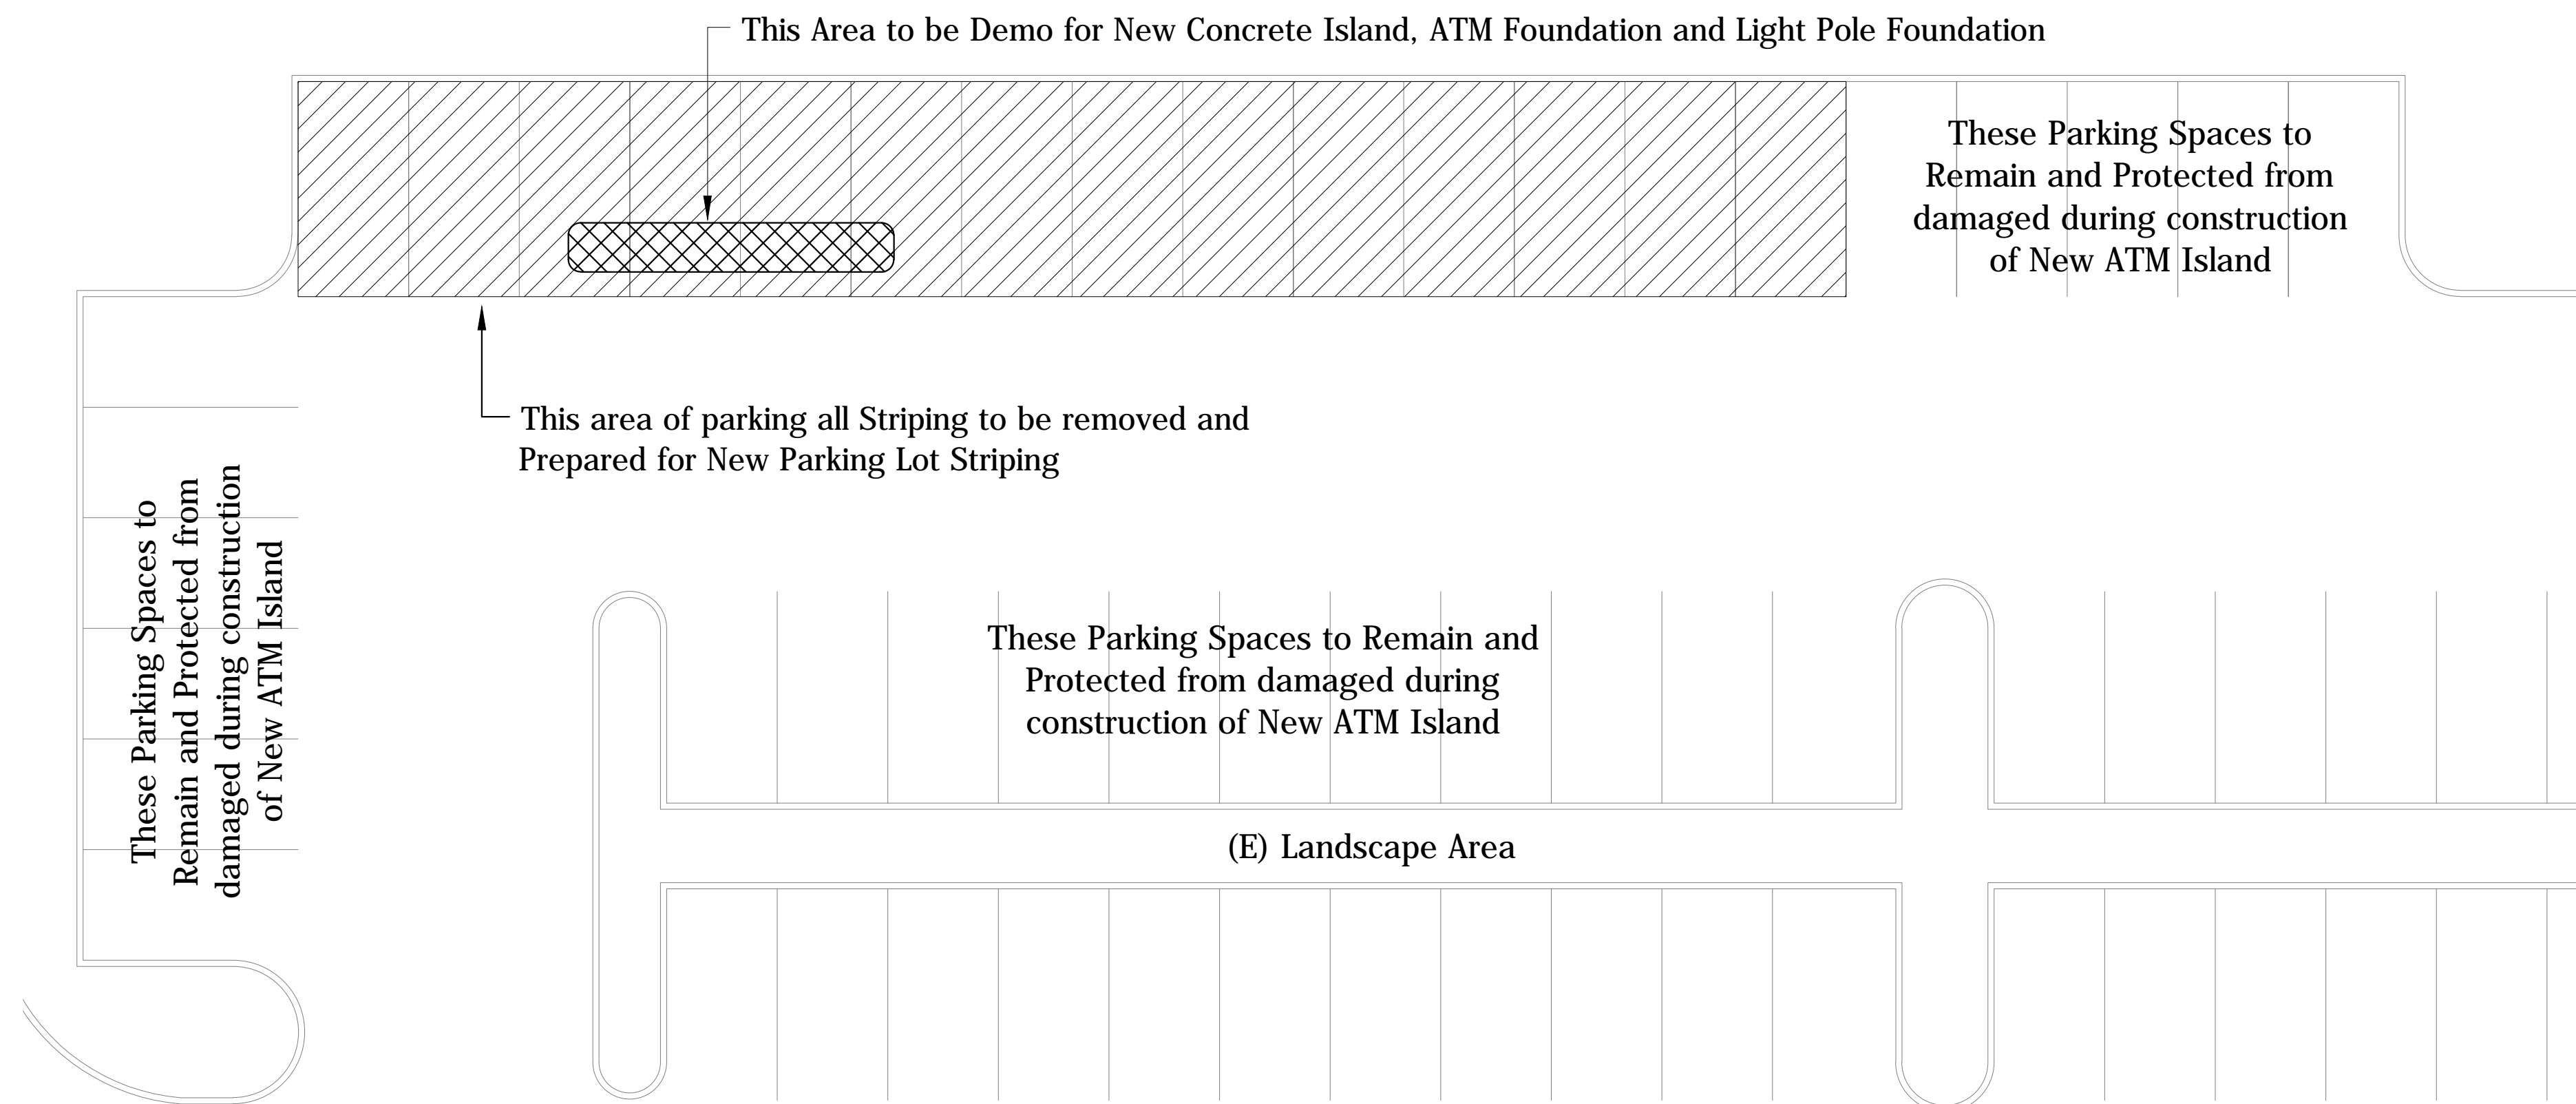 This Area to be Demo for New Concrete Island, ATM Foundation and Light Pole Foundation
These Parking Spaces to
Remain and Protected from
damaged during construction
of New ATM Island
This area of parking all Striping to be removed and
Prepared for New Parking Lot Striping
These Parking Spaces to
Remain and Protected from
damaged during construction
of New ATM Island
These Parking Spaces to Remain and
Protected from damaged during
construction of New ATM Island
(E) Landscape Area